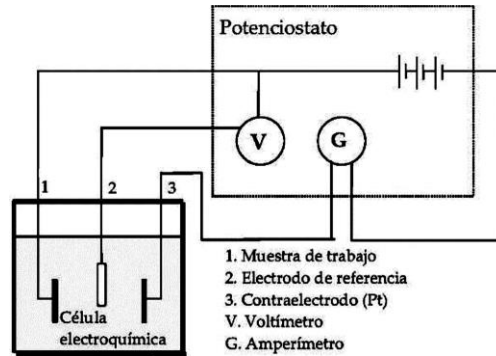 Potenciostato
V
G
1 2 3
Célula
electroquímica
1. Muestra de trabajo
2. Electrodo de referencia
3. Contraelectrodo (Pt)
V. Voltímetro
G. Amperímetro